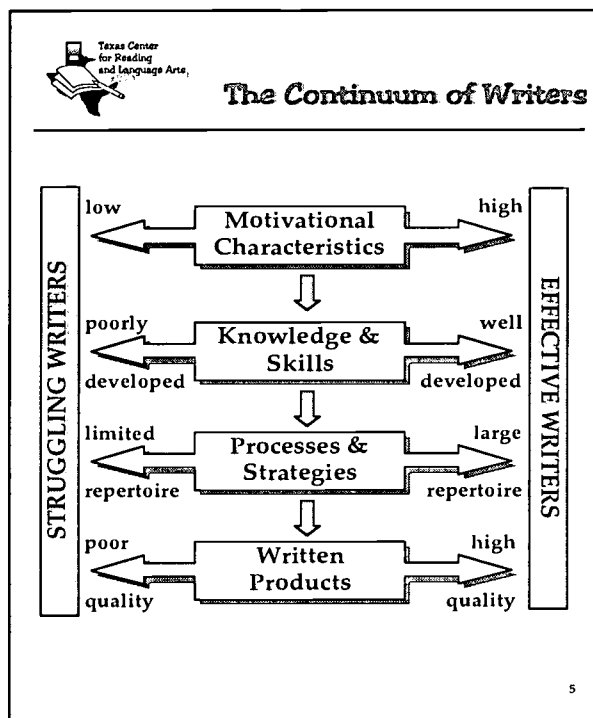 Texas Center
for Reading
and Language Arts
The Continuum of Writers
STRUGGLING WRITERS
low
Motivational
Characteristics
high
poorly
developed
Knowledge &
Skills
well
developed
limited
repertoire
Processes &
Strategies
large
repertoire
poor
quality
Written
Products
high
quality
EFFECTIVE WRITERS
5